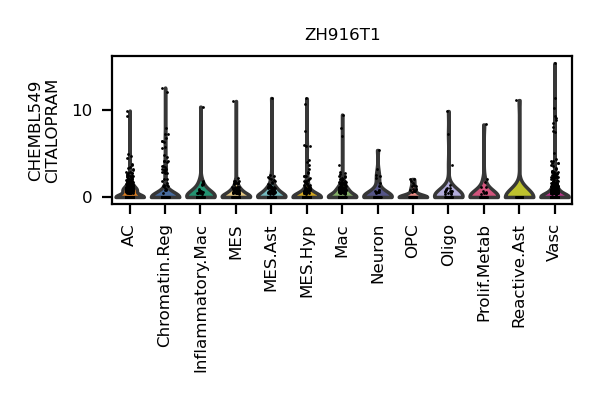 ZH916T1
CHEMBL549
CITALOPRAM
10
0
AC
Chromatin.Reg
Inflammatory.Mac
MES
MES.Ast
MES.Hyp
Mac
Neuron
OPC
Oligo
Prolif.Metab
Reactive.Ast
Vasc